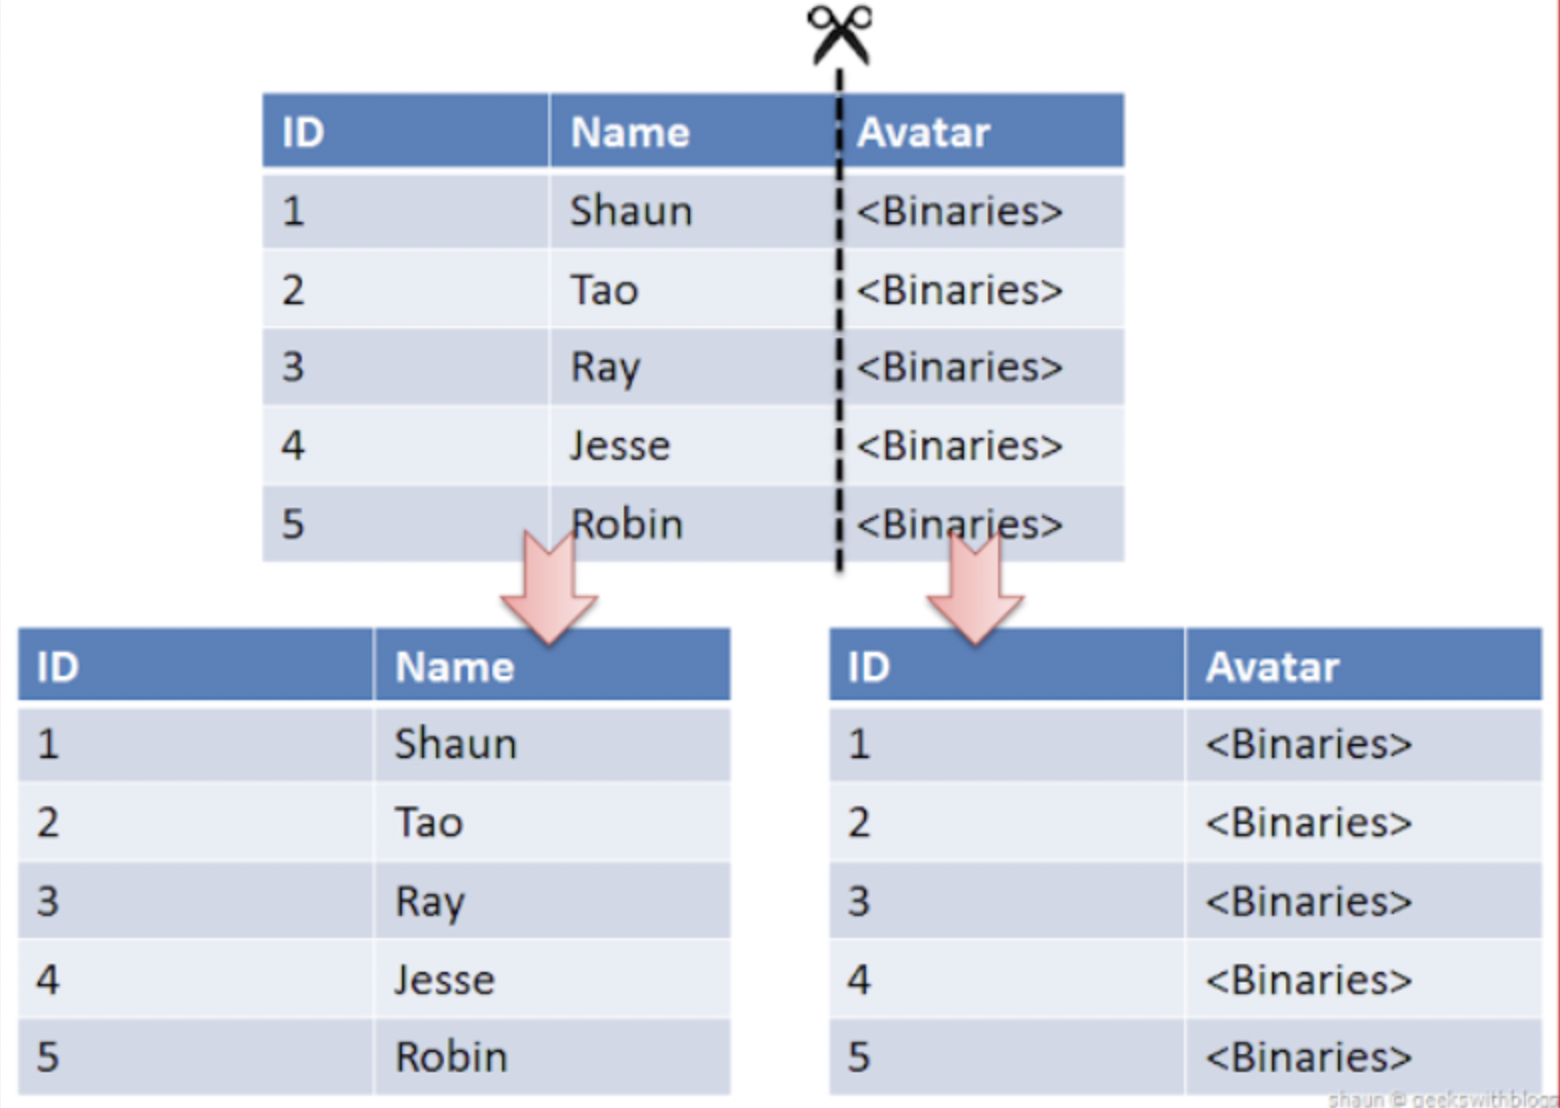 ID Name Avatar
1 Shaun <Binaries>
2 Tao <Binaries>
3 Ray <Binaries>
4 Jesse <Binaries>
5 Robin <Binaries>
ID Name
1 Shaun
2 Tao
3 Ray
4 Jesse
5 Robin
ID Avatar
1 <Binaries>
2 <Binaries>
3 <Binaries>
4 <Binaries>
5 <Binaries>
shaun @ geekswithblogs